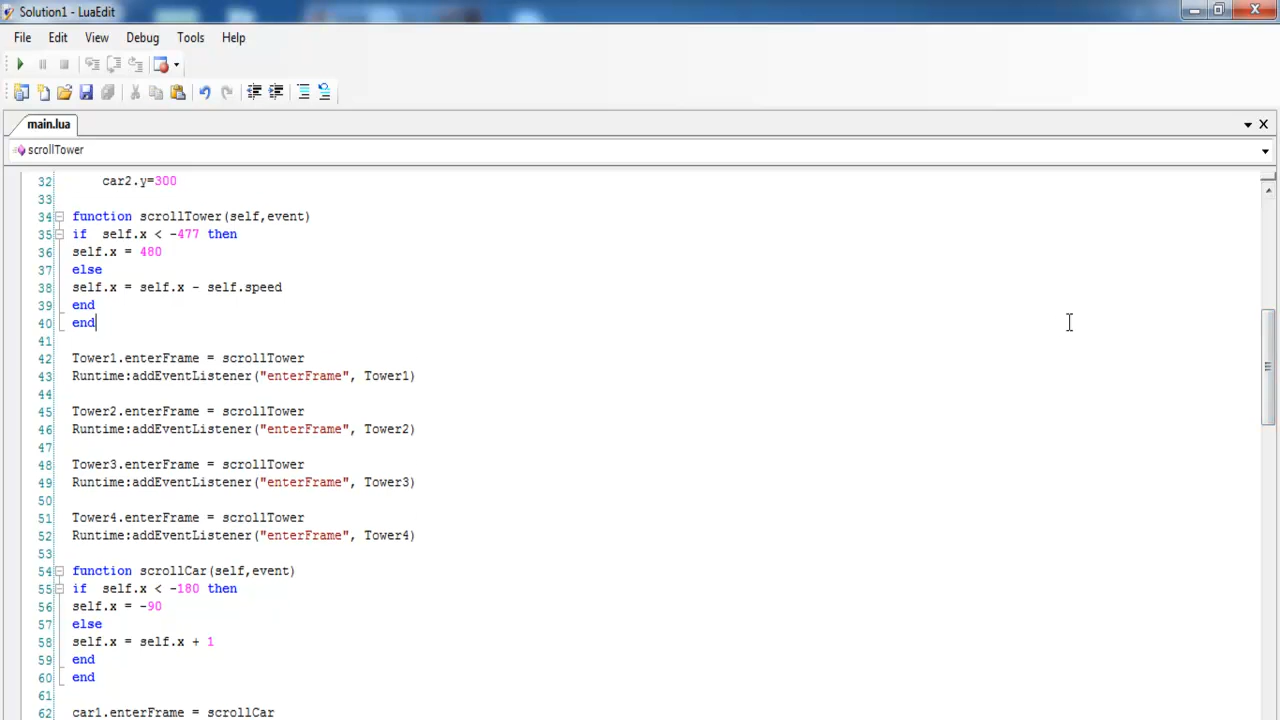 Solution1 - LuaEdit
File Edit View Debug Tools Help
main.lua
scrollTower
32 car2.y=300
33
34 function scrollTower(self,event)
35 if self.x < -477 then
36 self.x = 480
37 else
38 self.x = self.x - self.speed
39 end
40 end
41
42 Tower1.enterFrame = scrollTower
43 Runtime:addEventListener("enterFrame", Tower1)
44
45 Tower2.enterFrame = scrollTower
46 Runtime:addEventListener("enterFrame", Tower2)
47
48 Tower3.enterFrame = scrollTower
49 Runtime:addEventListener("enterFrame", Tower3)
50
51 Tower4.enterFrame = scrollTower
52 Runtime:addEventListener("enterFrame", Tower4)
53
54 function scrollCar(self,event)
55 if self.x < -180 then
56 self.x = -90
57 else
58 self.x = self.x + 1
59 end
60 end
61
62 car1.enterFrame = scrollCar